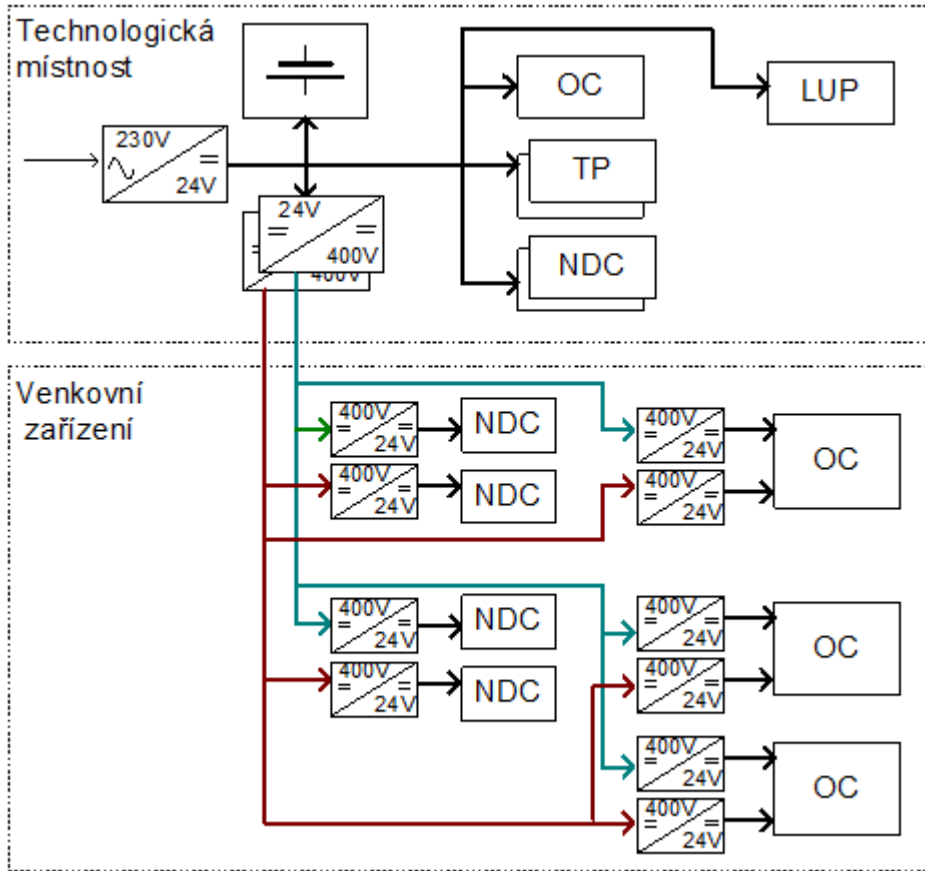 Technologická
místnost
230V
24V
OC
LUP
TP
NDC
24V
400V
400V
Venkovní
zařízení
400V
24V
NDC
400V
24V
OC
400V
24V
NDC
400V
24V
400V
24V
NDC
400V
24V
OC
400V
24V
NDC
400V
24V
400V
24V
OC
400V
24V